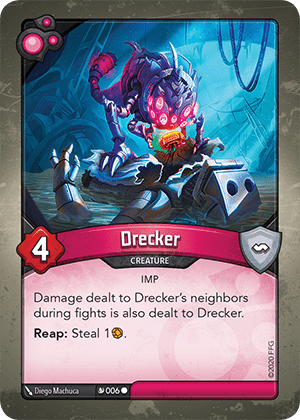 Drecker
4
CREATURE
IMP
Damage dealt to Drecker's neighbors
during fights is also dealt to Drecker.
Reap: Steal 1.
Diego Machuca 006
©2020 FFG